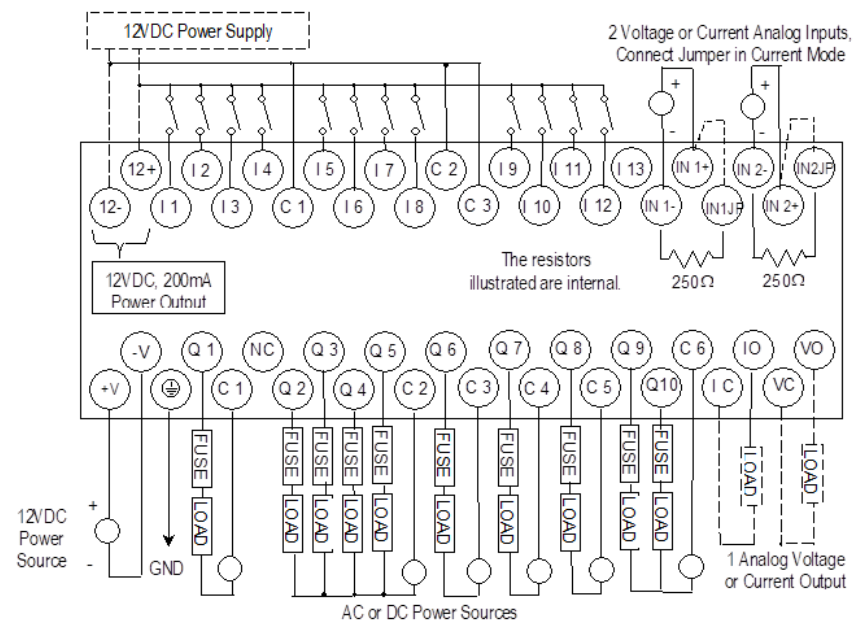 12VDC Power Supply
2 Voltage or Current Analog Inputs,
Connect Jumper in Current Mode
+
-
+
-
12+ I 2 I 4 I 5 I 7 C 2 I 9 I 11 I 13 IN 1+ IN 2- IN2JP
12- I 1 I 3 C 1 I 6 I 8 C 3 I 10 I 12 IN 1- IN1JP IN 2+
12VDC, 200mA
Power Output
The resistors
illustrated are internal.
250Ω
250Ω
-V Q 1 NC Q 3 Q 5 Q 6 Q 7 Q 8 Q 9 C 6 IO VO
+V C 1 Q 2 Q 4 C 2 C 3 C 4 C 5 Q10 I C VC
FUSE FUSE FUSE FUSE FUSE FUSE FUSE FUSE FUSE FUSE
LOAD LOAD LOAD LOAD LOAD LOAD LOAD LOAD LOAD LOAD LOAD LOAD
+
12VDC
Power
Source
-
GND
1 Analog Voltage
or Current Output
AC or DC Power Sources